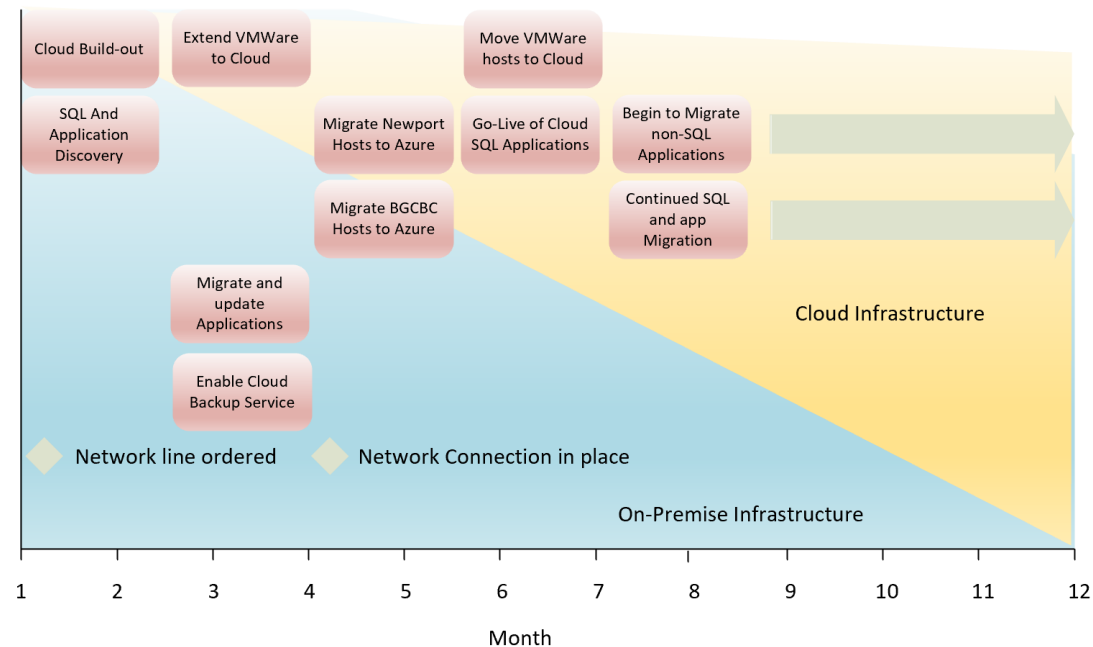 Cloud Build-out
Extend VMWare
to Cloud
Move VMWare
hosts to Cloud
SQL And
Application
Discovery
Migrate Newport
Hosts to Azure
Go-Live of Cloud
SQL Applications
Begin to Migrate
non-SQL
Applications
Migrate BGCBC
Hosts to Azure
Continued SQL
and app
Migration
Migrate and
update
Applications
Cloud Infrastructure
Enable Cloud
Backup Service
Network line ordered
Network Connection in place
On-Premise Infrastructure
1 2 3 4 5 6 7 8 9 10 11 12
Month